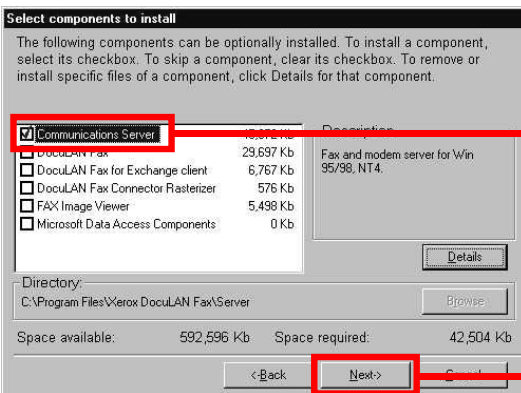 Select components to install
The following components can be optionally installed. To install a component,
select its checkbox. To skip a component, clear its checkbox. To remove or
install specific files of a component, click Details for that component.
Communications Server
DocuLAN Fax 29,697 Kb
DocuLAN Fax for Exchange client 6,767 Kb
DocuLAN Fax Connector Rasterizer 576 Kb
FAX Image Viewer 5,498 Kb
Microsoft Data Access Components 0 Kb
Description
Fax and modem server for Win
95/98, NT4.
Details
Directory:
C:\Program Files\Xerox DocuLAN Fax\Server
Browse
Space available: 592,596 Kb Space required: 42,504 Kb
<-Back Next-> Cancel